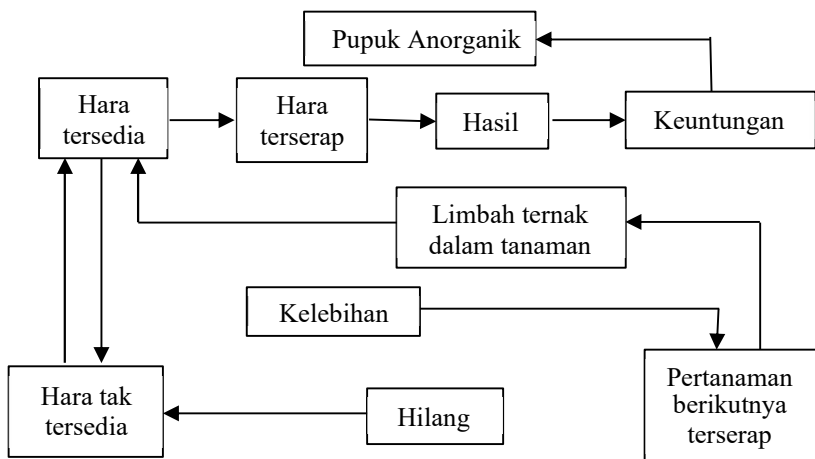 Pupuk Anorganik
Hara
tersedia
Hara
terserap
Hasil
Keuntungan
Limbah ternak
dalam tanaman
Kelebihan
Hara tak
tersedia
Hilang
Pertanaman
berikutnya
terserap